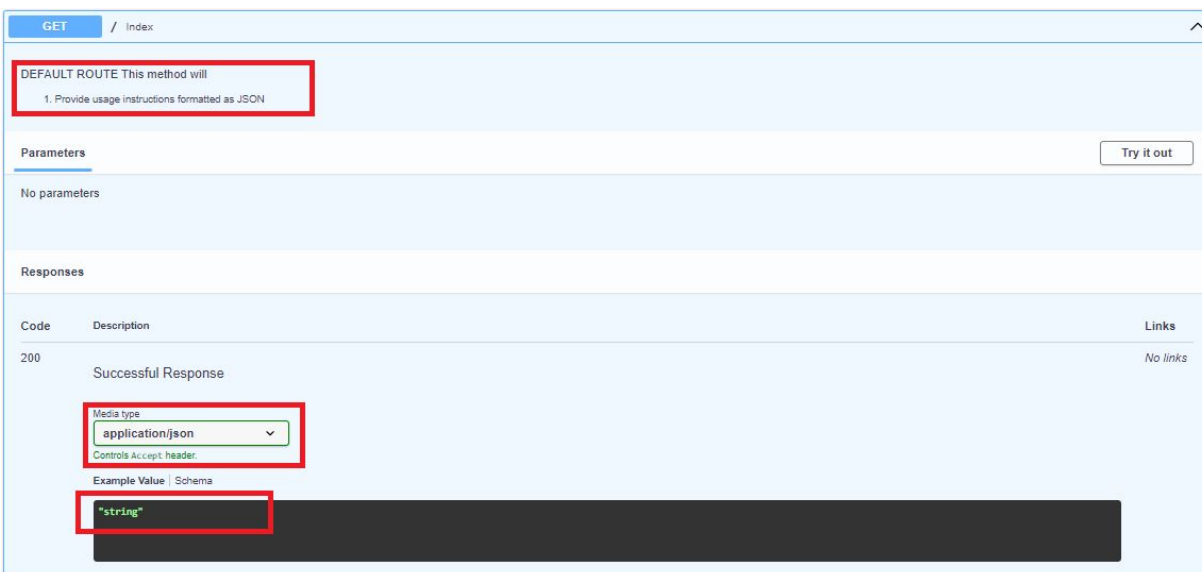 GET / Index
DEFAULT ROUTE This method will
1. Provide usage instructions formatted as JSON
Parameters
Try it out
No parameters
Responses
Code Description Links
200 Successful Response No links
Media type
application/json
Controls Accept header.
Example Value | Schema
"string"